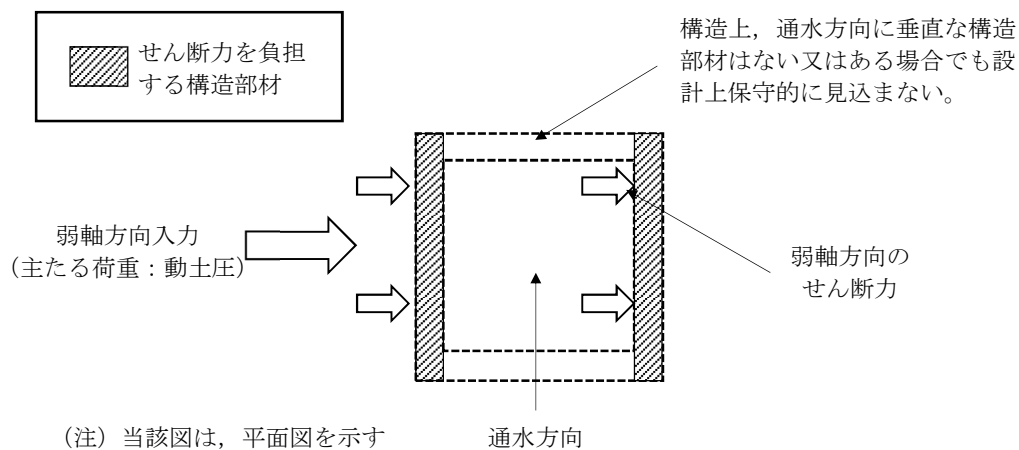 せん断力を負担
する構造部材
構造上，通水方向に垂直な構造
部材はない又はある場合でも設
計上保守的に見込まない。
弱軸方向入力
（主たる荷重：動土圧）
弱軸方向の
せん断力
（注）当該図は，平面図を示す
通水方向